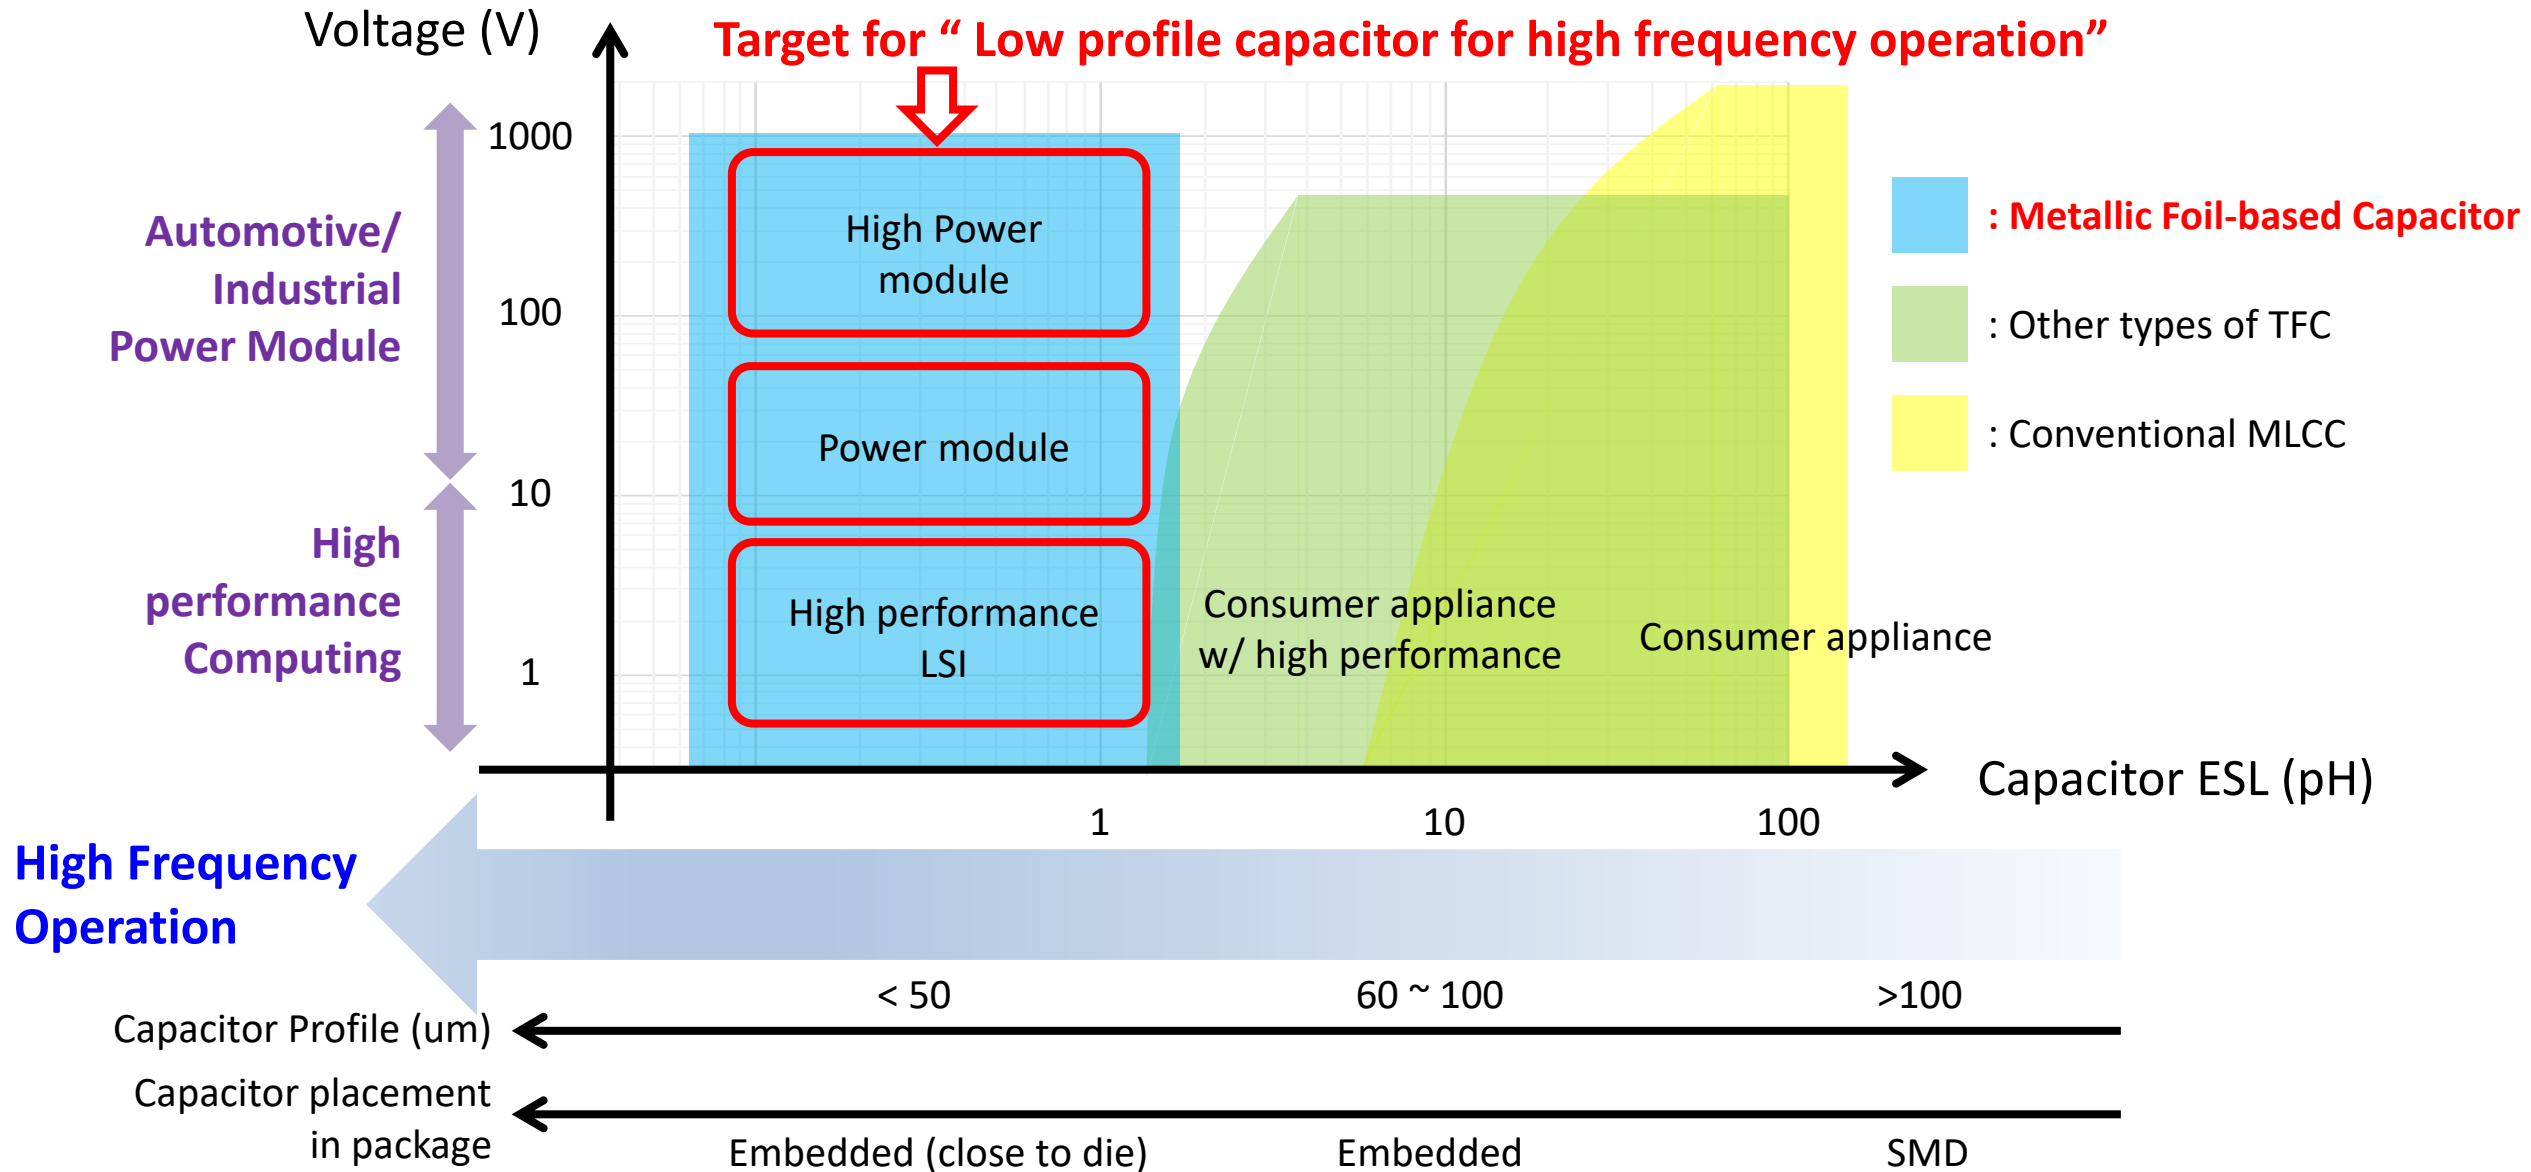 Voltage (V)
Target for “ Low profile capacitor for high frequency operation”
1000
100
10
1
Automotive/
Industrial
Power Module
High
performance
Computing
High Power
module
Power module
High performance
LSI
Consumer appliance
w/ high performance
Consumer appliance
: Metallic Foil-based Capacitor
: Other types of TFC
: Conventional MLCC
Capacitor ESL (pH)
1
10
100
High Frequency
Operation
< 50
60 ~ 100
>100
Capacitor Profile (um)
Capacitor placement
in package
Embedded (close to die)
Embedded
SMD